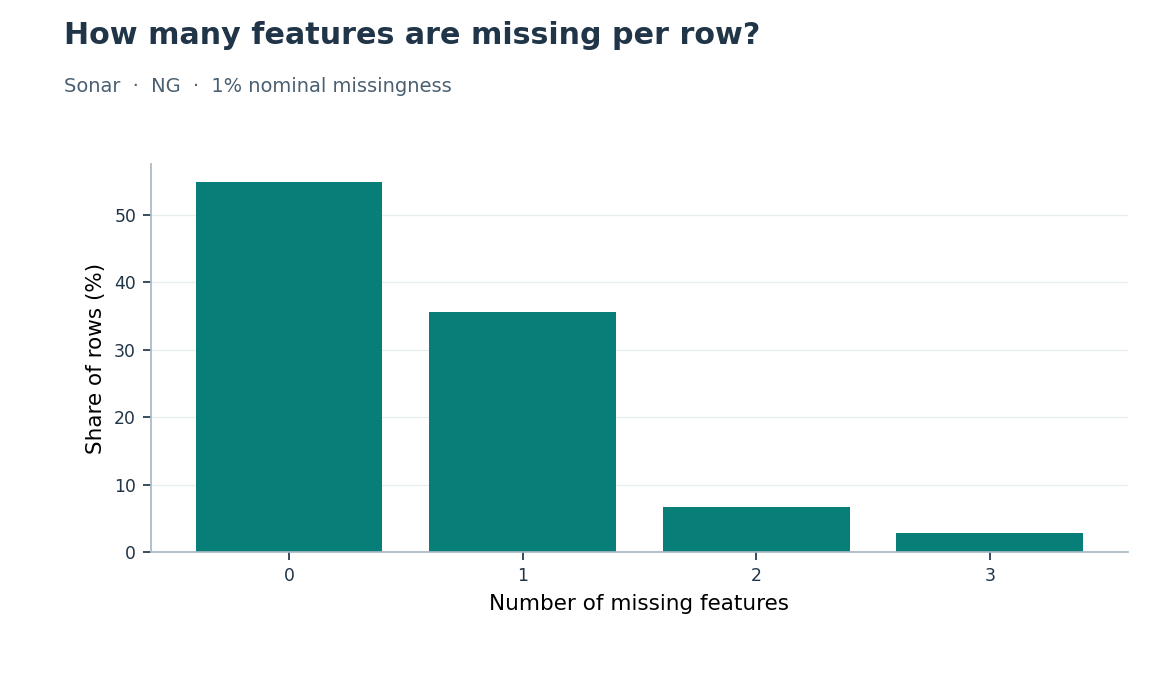 How many features are missing per row?
Sonar · NG · 1% nominal missingness
Share of rows (%)
50
40
30
20
10
0
0 1 2 3
Number of missing features